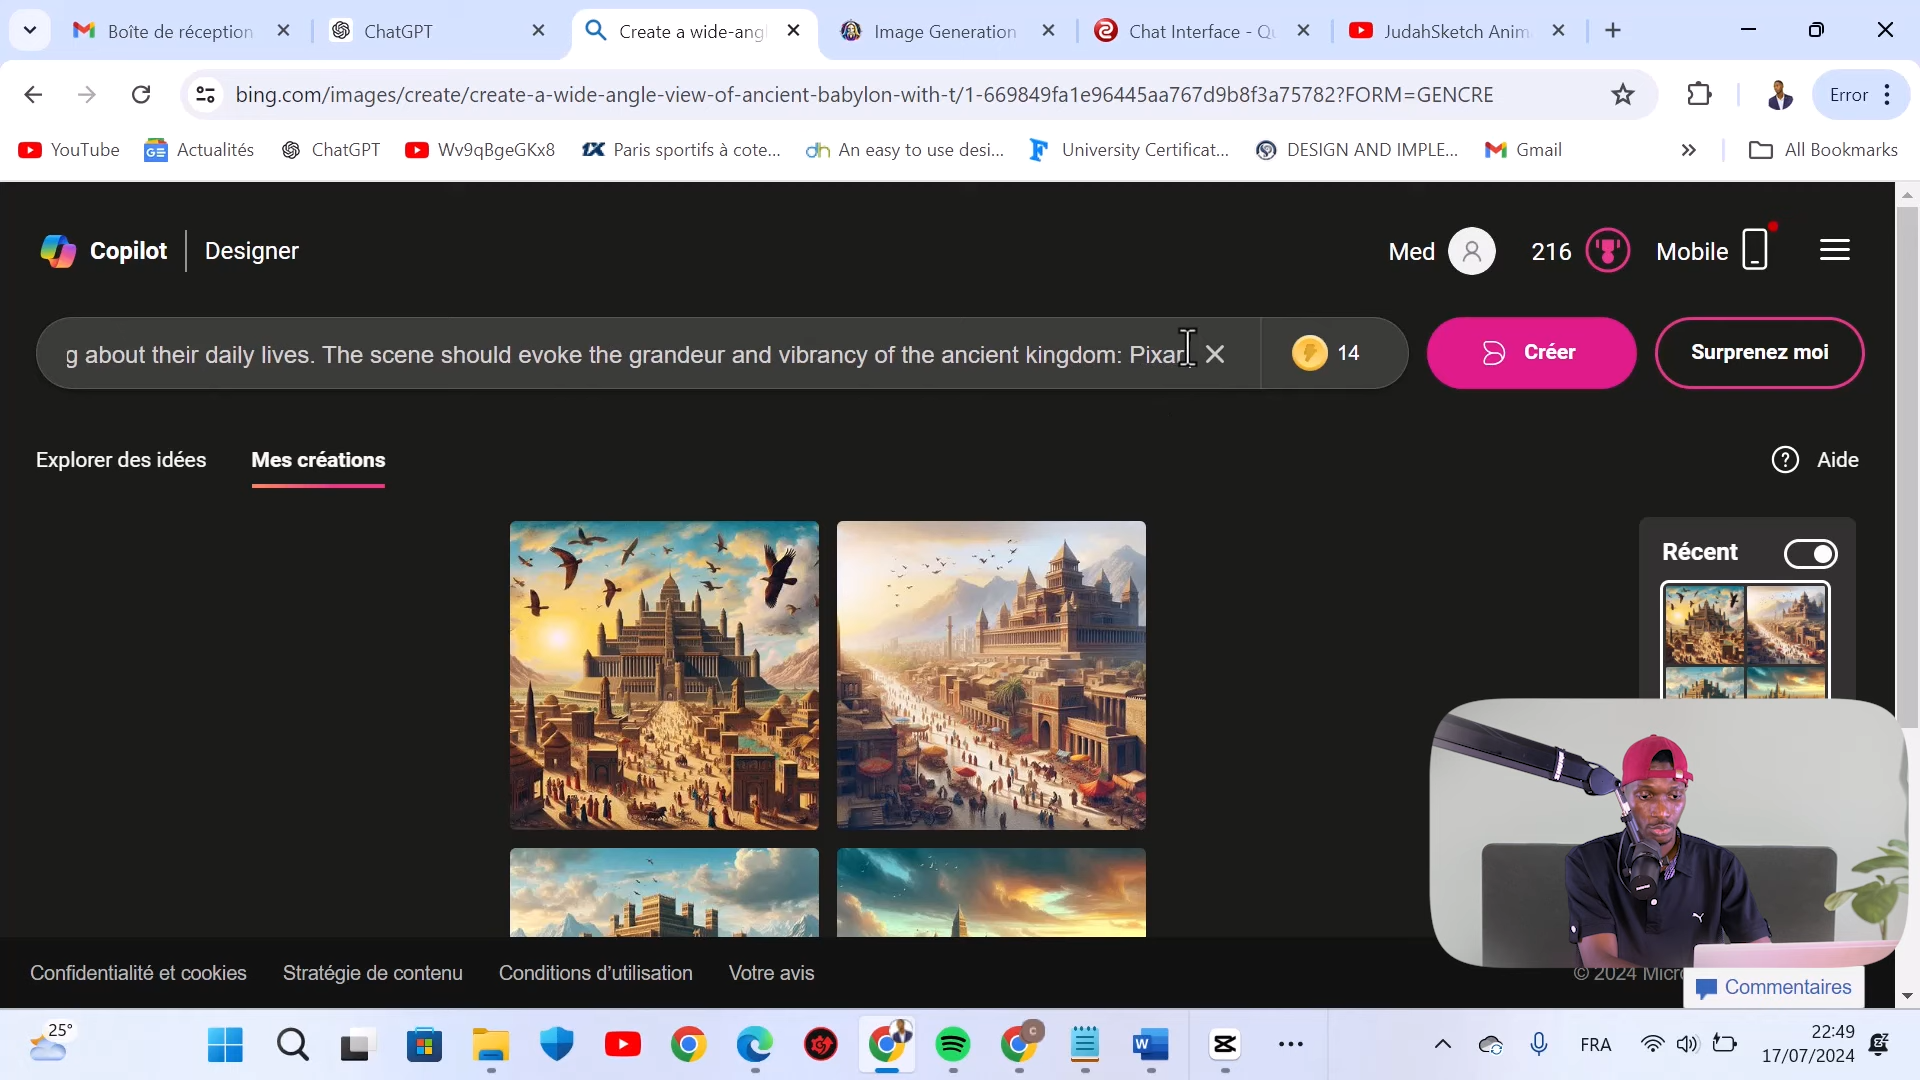 Boîte de réception
ChatGPT
Create a wide-ang
Image Generation
Chat Interface - Qu
JudahSketch Anim
bing.com/images/create/create-a-wide-angle-view-of-ancient-babylon-with-t/1-669849fa1e96445aa767d9b8f3a75782?FORM=GENCRE
Error
YouTube
Actualités
ChatGPT
Wv9qBgeGKx8
Paris sportifs à cote...
An easy to use desi...
University Certificat...
DESIGN AND IMPLE...
Gmail
All Bookmarks
Copilot
Designer
Med
216
Mobile
g about their daily lives. The scene should evoke the grandeur and vibrancy of the ancient kingdom: Pixar
14
Créer
Surprenez moi
Explorer des idées
Mes créations
Aide
Récent
Confidentialité et cookies
Stratégie de contenu
Conditions d'utilisation
Votre avis
© 2024 Micr
Commentaires
25°
FRA
22:49
17/07/2024